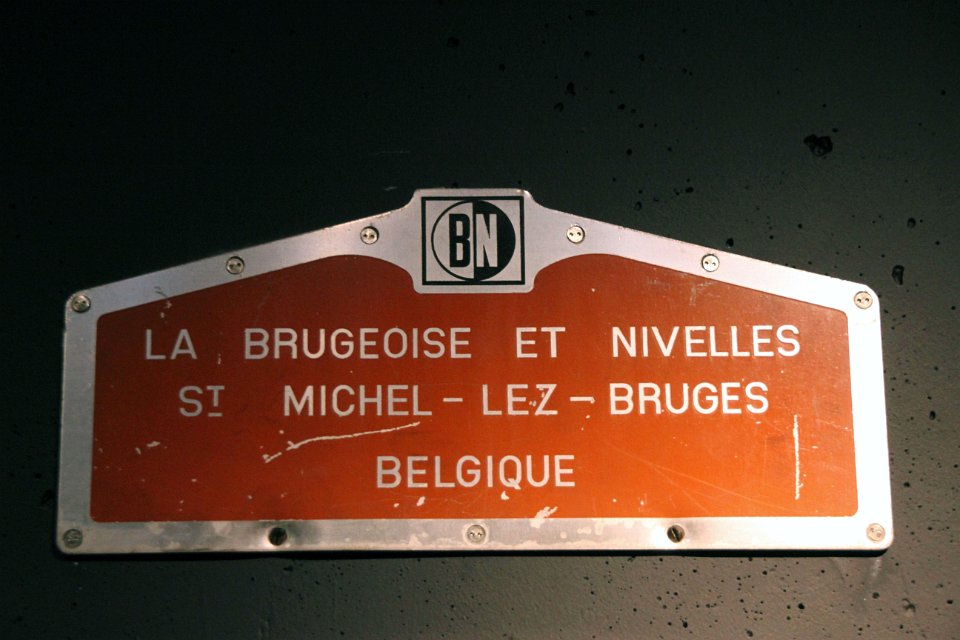 BN
LA BRUGEOISE ET NIVELLES
ST MICHEL - LEZ - BRUGES
BELGIQUE